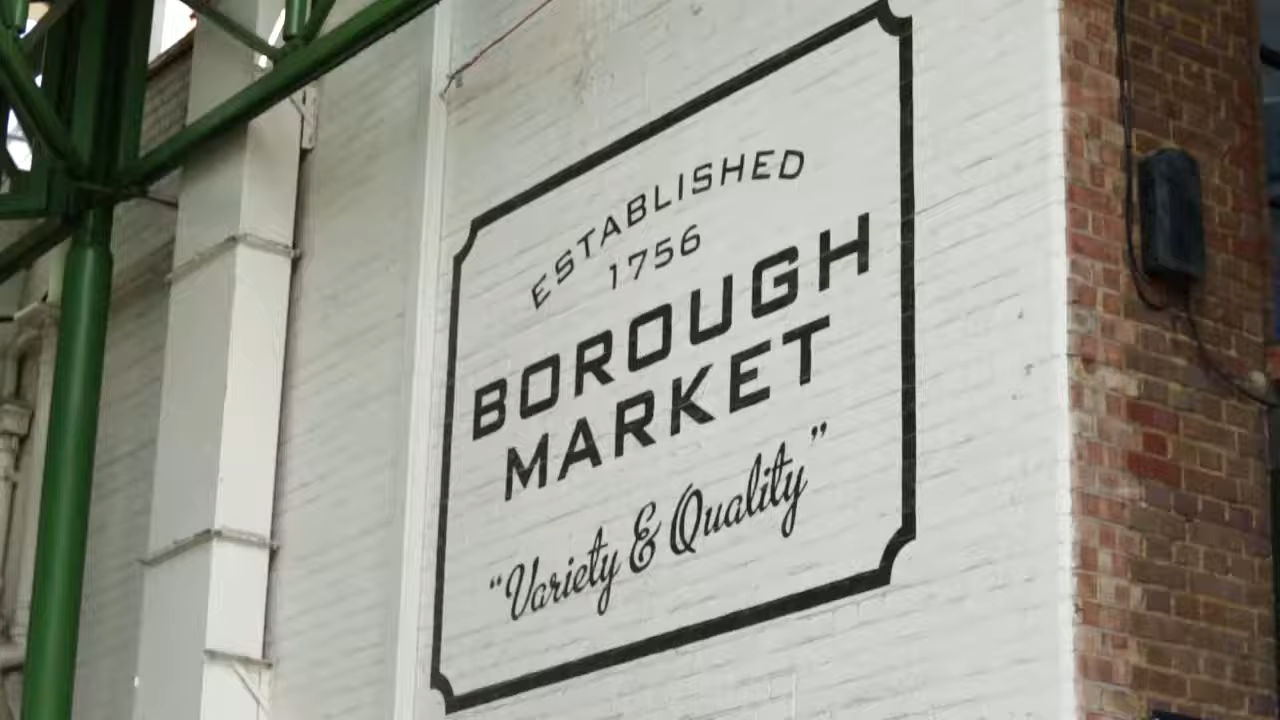 ESTABLISHED
1756
BOROUGH
MARKET
“Variety & Quality”